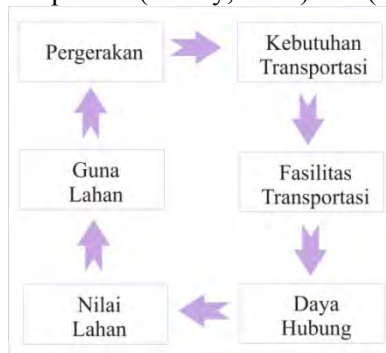 Pergerakan
Kebutuhan
Transportasi
Guna
Lahan
Fasilitas
Transportasi
Nilai
Lahan
Daya
Hubung